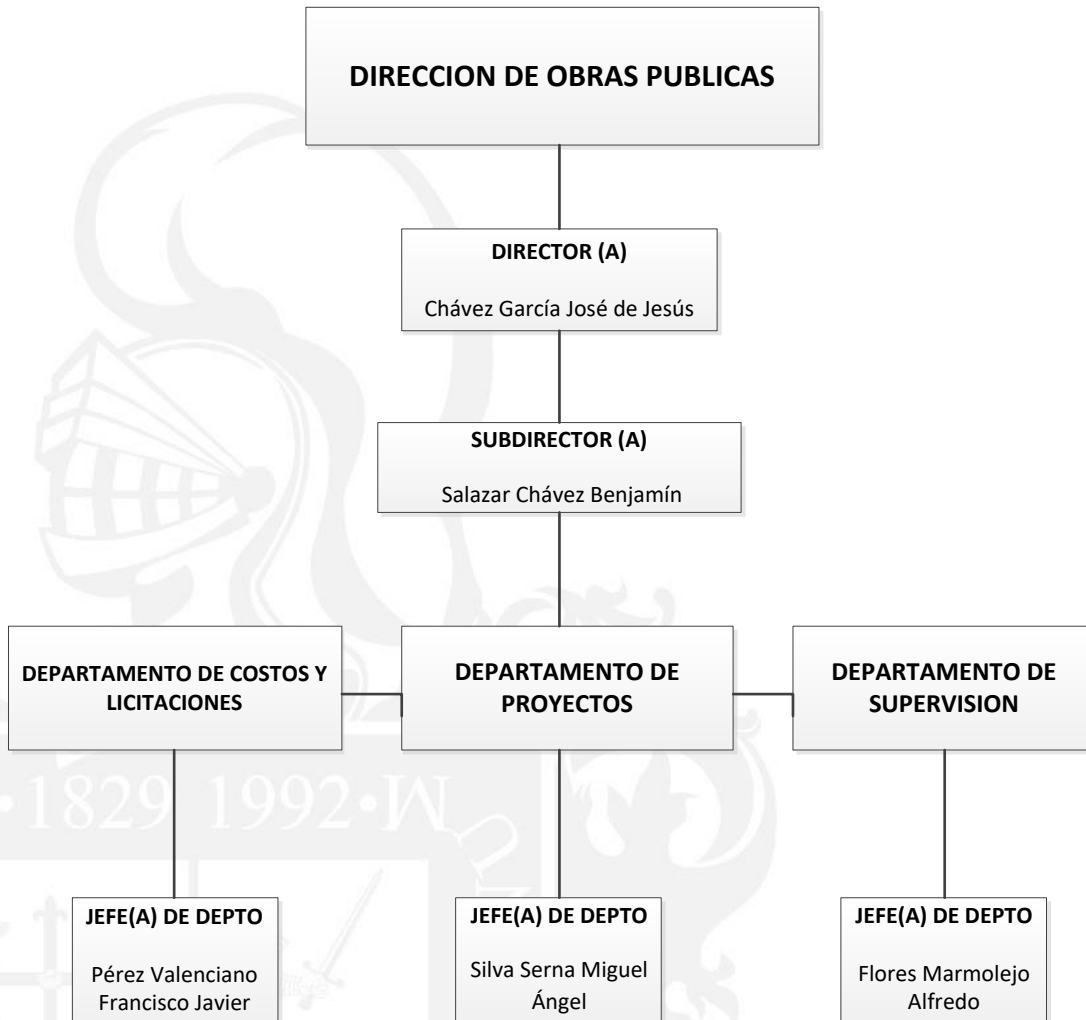 DIRECCION DE OBRAS PUBLICAS
DIRECTOR (A)
Chávez García José de Jesús
SUBDIRECTOR (A)
Salazar Chávez Benjamín
DEPARTAMENTO DE COSTOS Y
LICITACIONES
DEPARTAMENTO DE
PROYECTOS
DEPARTAMENTO DE
SUPERVISION
·1829 1992·M
U
N
JEFE(A) DE DEPTO
Pérez Valenciano
Francisco Javier
JEFE(A) DE DEPTO
Silva Serna Miguel
Ángel
JEFE(A) DE DEPTO
Flores Marmolejo
Alfredo